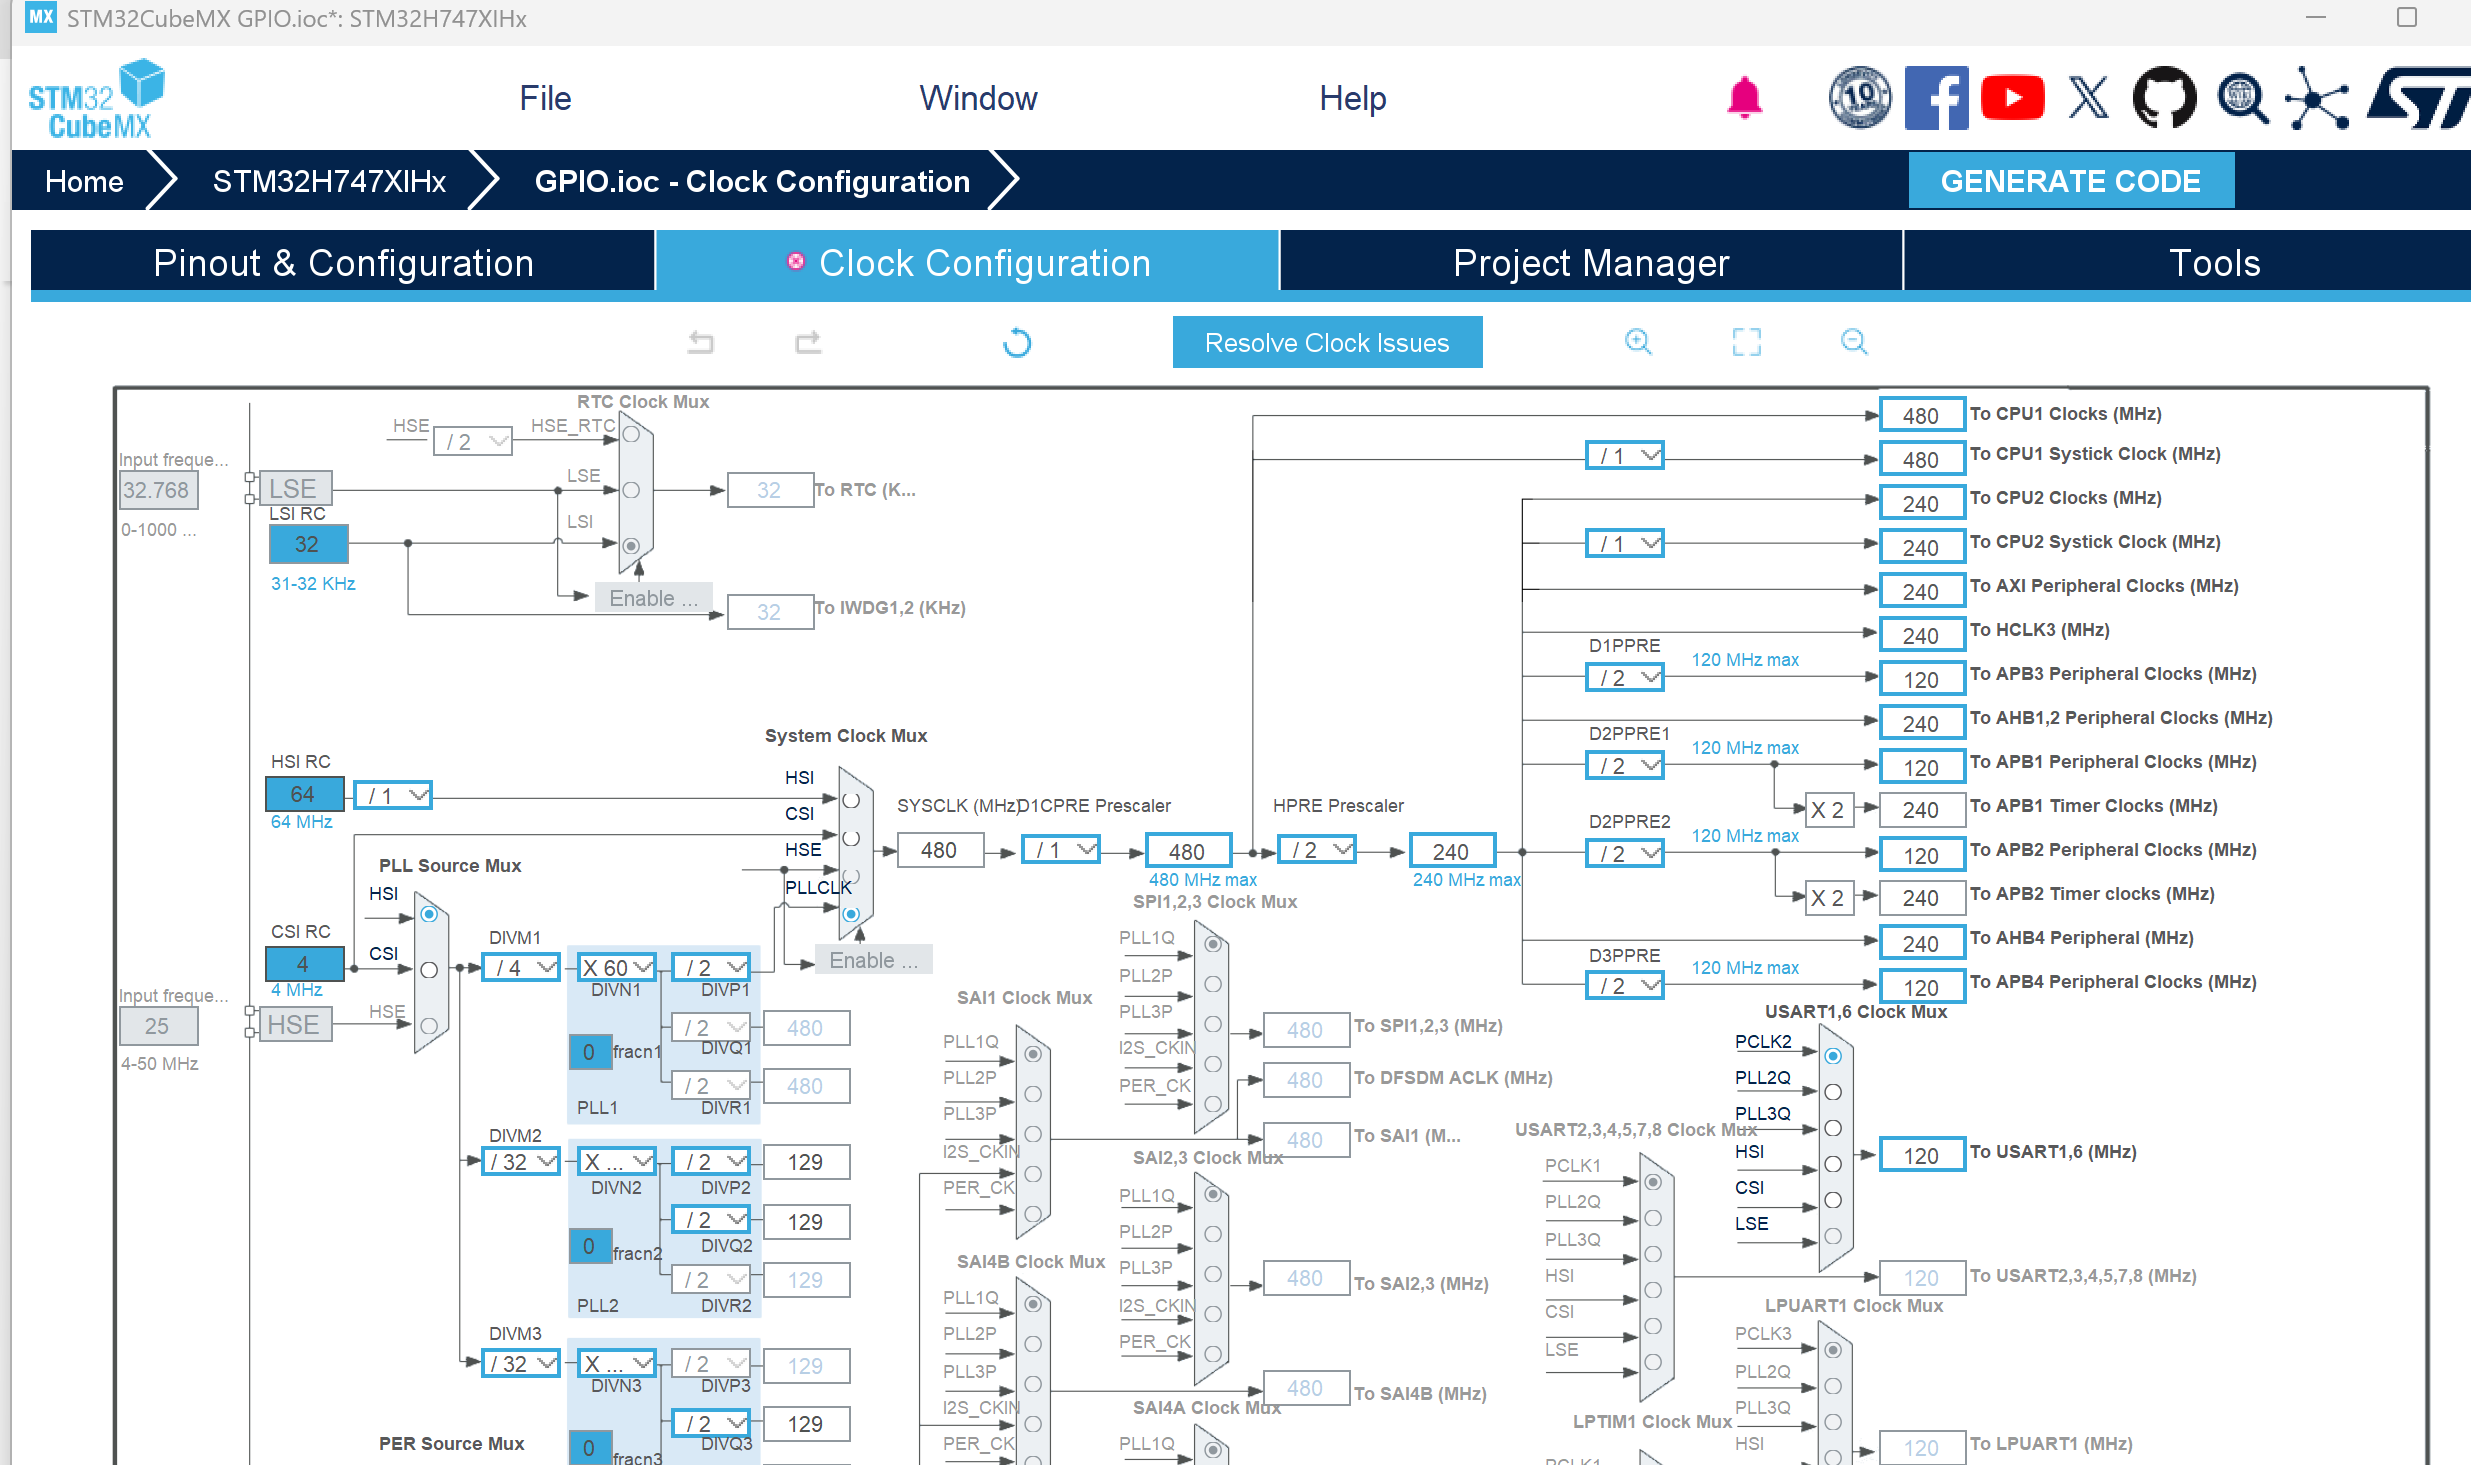 MX STM32CubeMX GPIO.ioc*: STM32H747XIHx
STM32 CubeMX
File
Window
Help
10
ST
Home
STM32H747XIHx
GPIO.ioc - Clock Configuration
GENERATE CODE
Pinout & Configuration
Clock Configuration
Project Manager
Tools
Resolve Clock Issues
RTC Clock Mux
HSE
/ 2
HSE_RTC
Input freque...
32.768
0-1000 ...
LSE
LSE
LSI RC
32
31-32 KHz
LSI
32
To RTC (K...
Enable ...
32
To IWDG1,2 (KHz)
480
To CPU1 Clocks (MHz)
/ 1
480
To CPU1 Systick Clock (MHz)
240
To CPU2 Clocks (MHz)
/ 1
240
To CPU2 Systick Clock (MHz)
240
To AXI Peripheral Clocks (MHz)
240
To HCLK3 (MHz)
D1PPRE
/ 2
120 MHz max
120
To APB3 Peripheral Clocks (MHz)
240
To AHB1,2 Peripheral Clocks (MHz)
D2PPRE1
/ 2
120 MHz max
120
To APB1 Peripheral Clocks (MHz)
X 2
240
To APB1 Timer Clocks (MHz)
D2PPRE2
/ 2
120 MHz max
120
To APB2 Peripheral Clocks (MHz)
X 2
240
To APB2 Timer clocks (MHz)
240
To AHB4 Peripheral (MHz)
D3PPRE
/ 2
120 MHz max
120
To APB4 Peripheral Clocks (MHz)
System Clock Mux
HSI RC
64
64 MHz
/ 1
HSI
CSI
HSE
PLLCLK
SYSCLK (MHz)
480
D1CPRE Prescaler
/ 1
480
480 MHz max
HPRE Prescaler
/ 2
240
240 MHz max
Enable ...
PLL Source Mux
HSI
CSI RC
4
4 MHz
CSI
Input freque...
25
4-50 MHz
HSE
HSE
DIVM1
/ 4
X 60
DIVN1
/ 2
DIVP1
0
fracn1
/ 2
DIVQ1
480
/ 2
DIVR1
480
PLL1
DIVM2
/ 32
X ...
DIVN2
/ 2
DIVP2
129
0
fracn2
/ 2
DIVQ2
129
/ 2
DIVR2
129
PLL2
DIVM3
/ 32
X ...
DIVN3
/ 2
DIVP3
129
0
fracn3
/ 2
DIVQ3
129
PER Source Mux
SPI1,2,3 Clock Mux
PLL1Q
PLL2P
PLL3P
I2S_CKIN
PER_CK
480
To SPI1,2,3 (MHz)
SAI1 Clock Mux
PLL1Q
PLL2P
PLL3P
I2S_CKIN
PER_CK
480
To DFSDM ACLK (MHz)
480
To SAI1 (M...
SAI2,3 Clock Mux
PLL1Q
PLL2P
PLL3P
I2S_CKIN
PER_CK
480
To SAI2,3 (MHz)
SAI4B Clock Mux
PLL1Q
PLL2P
PLL3P
I2S_CKIN
PER_CK
480
To SAI4B (MHz)
SAI4A Clock Mux
PLL1Q
USART1,6 Clock Mux
PCLK2
PLL2Q
PLL3Q
HSI
CSI
LSE
120
To USART1,6 (MHz)
USART2,3,4,5,7,8 Clock Mux
PCLK1
PLL2Q
PLL3Q
HSI
CSI
LSE
120
To USART2,3,4,5,7,8 (MHz)
LPUART1 Clock Mux
PCLK3
PLL2Q
PLL3Q
HSI
120
To LPUART1 (MHz)
LPTIM1 Clock Mux
PCLK1